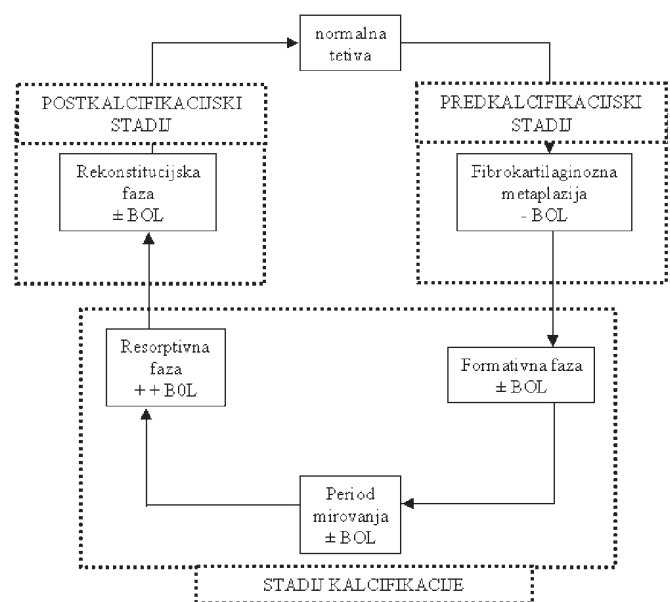 normalna
tetiva
POSTKALCIFIKACIJSKI
STADIJ
PREDKALCIFIKACIJSKI
STADIJ
Rekonstitucijska
faza
± BOL
Fibrokartilaginozna
metaplazija
- BOL
Resorptivna
faza
+ + B0L
Formativna faza
± BOL
Period
mirovanja
± BOL
STADIJ KALCIFIKACIJE